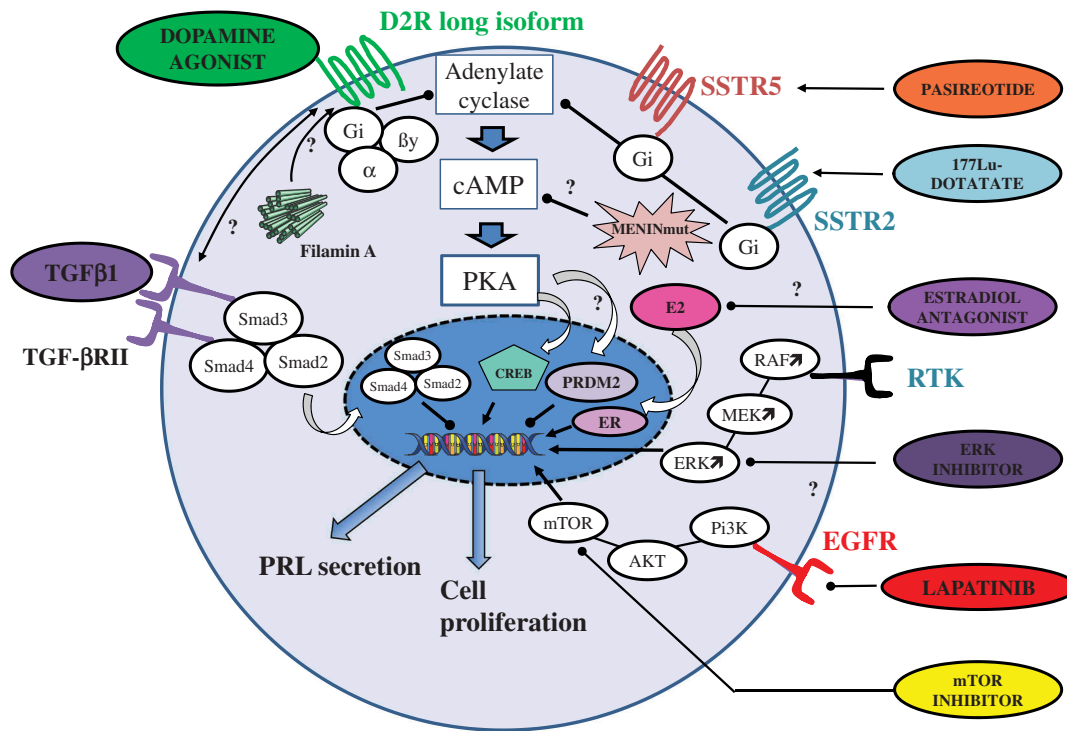 D2R long isoform
DOPAMINE
AGONIST
Adenylate
cyclase
SSTR5
PASIREOTIDE
Gi
ßy
α
?
Gi
cAMP
?
177Lu-
DOTATATE
SSTR2
MENINmut
Gi
?
Filamin A
TGFβ1
PKA
?
E2
?
ESTRADIOL
ANTAGONIST
Smad3
Smad4
Smad2
TGF-βRII
Smad3
Smad4
Smad2
CREB
PRDM2
ER
RAF↗
RTK
MEK↗
ERK↗
ERK
INHIBITOR
?
mTOR
AKT
Pi3K
EGFR
LAPATINIB
PRL secretion
Cell
proliferation
mTOR
INHIBITOR